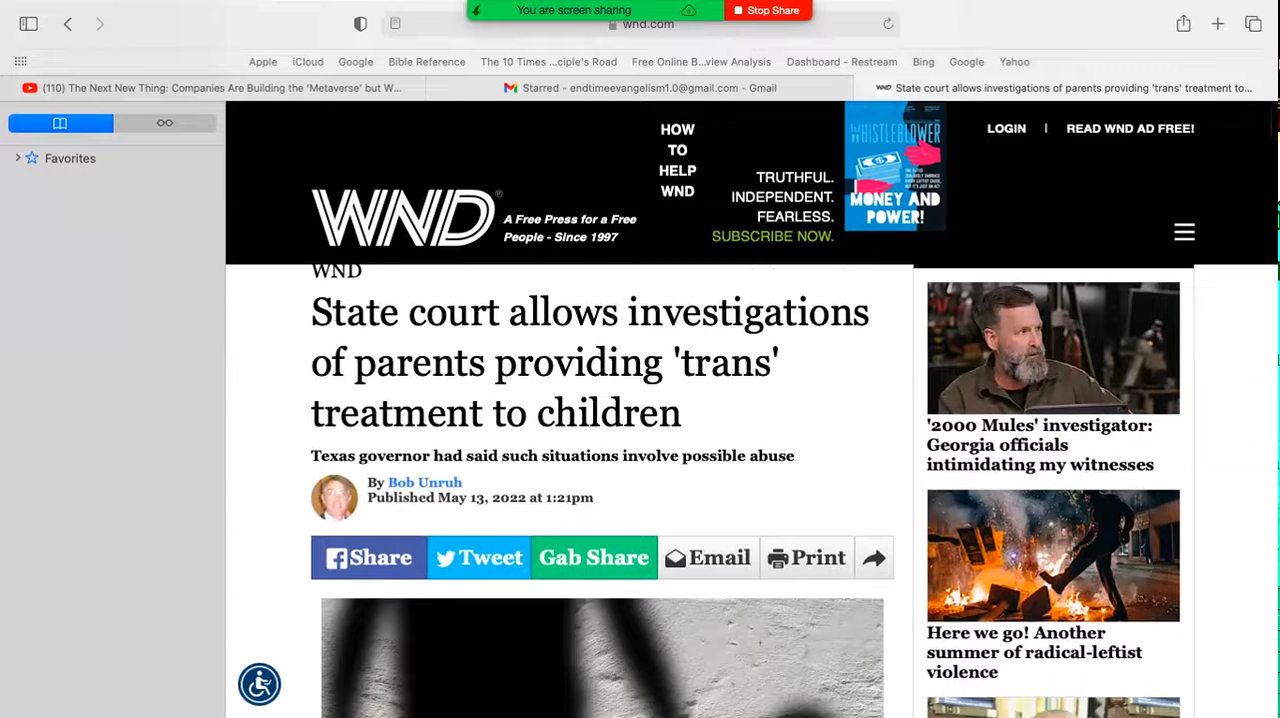 You are screen sharing
Stop Share
wnd.com
Apple
iCloud
Google
Bible Reference
The 10 Times ...ciple's Road
Free Online B...view Analysis
Dashboard - Restream
Bing
Google
Yahoo
(110) The Next New Thing: Companies Are Building the ‘Metaverse’ but W...
Starred - endtimeevangelism1.0@gmail.com - Gmail
WND
State court allows investigations of parents providing 'trans' treatment to...
Favorites
HOW
TO
HELP
WND
WND®
A Free Press for a Free
People - Since 1997
TRUTHFUL.
INDEPENDENT.
FEARLESS.
SUBSCRIBE NOW.
WHISTLEBLOWER
MONEY AND
POWER!
LOGIN | READ WND AD FREE!
WND
State court allows investigations
of parents providing 'trans'
treatment to children
Texas governor had said such situations involve possible abuse
By Bob Unruh
Published May 13, 2022 at 1:21pm
Share
Tweet
Gab Share
Email
Print
'2000 Mules' investigator:
Georgia officials
intimidating my witnesses
Here we go! Another
summer of radical-leftist
violence